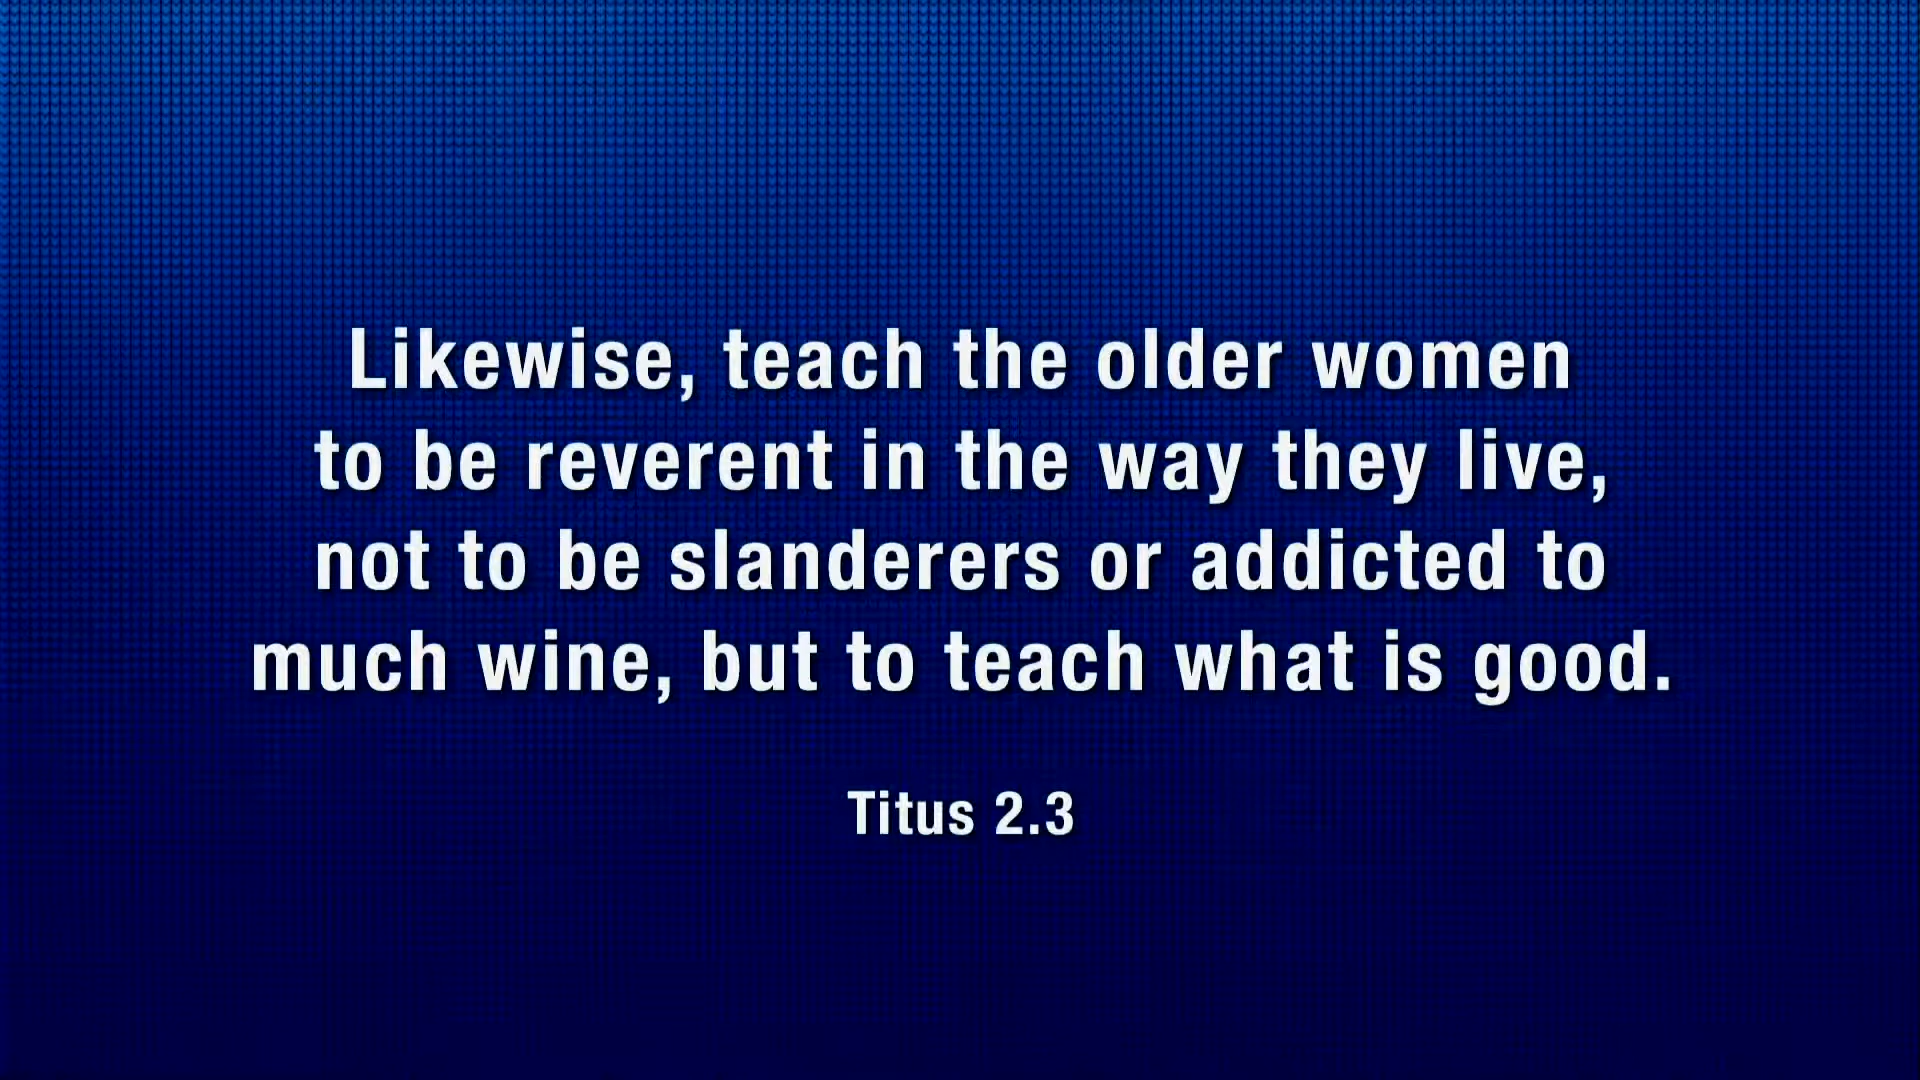 Likewise, teach the older women
to be reverent in the way they live,
not to be slanderers or addicted to
much wine, but to teach what is good.
Titus 2.3